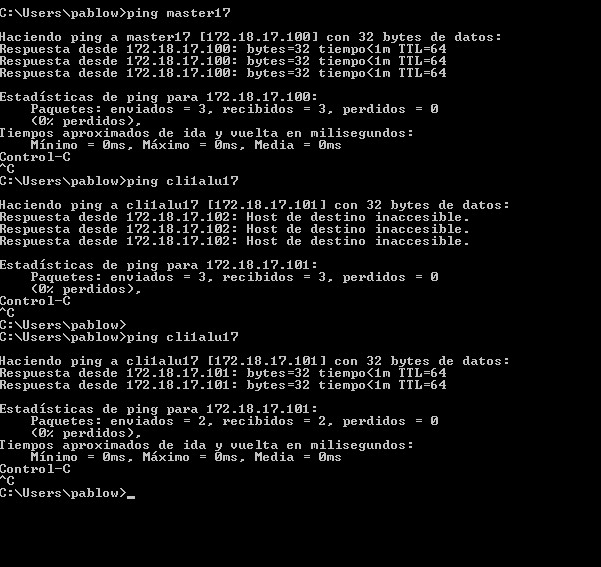 C:\Users\pablow>ping master17
Haciendo ping a master17 [172.18.17.100] con 32 bytes de datos:
Respuesta desde 172.18.17.100: bytes=32 tiempo<1m TTL=64
Respuesta desde 172.18.17.100: bytes=32 tiempo<1m TTL=64
Respuesta desde 172.18.17.100: bytes=32 tiempo<1m TTL=64
Estadísticas de ping para 172.18.17.100:
    Paquetes: enviados = 3, recibidos = 3, perdidos = 0
    (0% perdidos),
Tiempos aproximados de ida y vuelta en milisegundos:
    Mínimo = 0ms, Máximo = 0ms, Media = 0ms
Control-C
^C
C:\Users\pablow>ping cli1alu17
Haciendo ping a cli1alu17 [172.18.17.101] con 32 bytes de datos:
Respuesta desde 172.18.17.102: Host de destino inaccesible.
Respuesta desde 172.18.17.102: Host de destino inaccesible.
Respuesta desde 172.18.17.102: Host de destino inaccesible.
Estadísticas de ping para 172.18.17.101:
    Paquetes: enviados = 3, recibidos = 3, perdidos = 0
    (0% perdidos),
Control-C
^C
C:\Users\pablow>
C:\Users\pablow>ping cli1alu17
Haciendo ping a cli1alu17 [172.18.17.101] con 32 bytes de datos:
Respuesta desde 172.18.17.101: bytes=32 tiempo<1m TTL=64
Respuesta desde 172.18.17.101: bytes=32 tiempo<1m TTL=64
Estadísticas de ping para 172.18.17.101:
    Paquetes: enviados = 2, recibidos = 2, perdidos = 0
    (0% perdidos),
Tiempos aproximados de ida y vuelta en milisegundos:
    Mínimo = 0ms, Máximo = 0ms, Media = 0ms
Control-C
^C
C:\Users\pablow>_